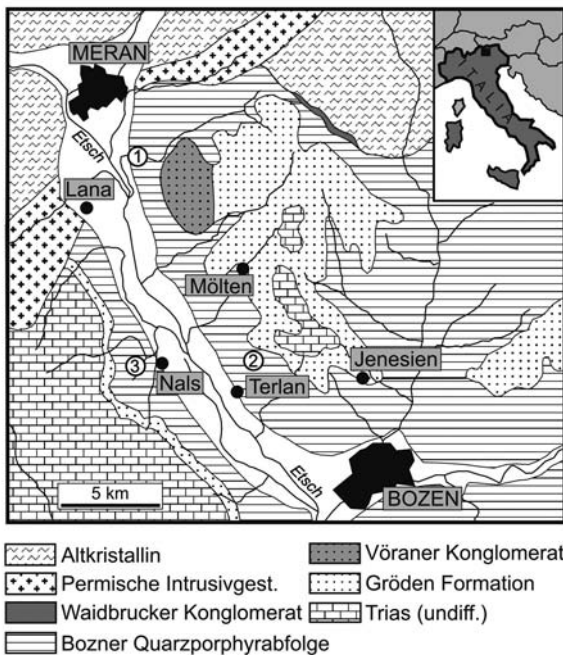 MERAN
ITALIA
Etsch
1
Lana
Mölten
3
2
Jenesien
Nals
Terlan
Etsch
5 km
BOZEN
Altkristallin
Vöraner Konglomerat
Permische Intrusivgest.
Gröden Formation
Waidbrucker Konglomerat
Trias (undiff.)
Bozner Quarzporphyrabfolge